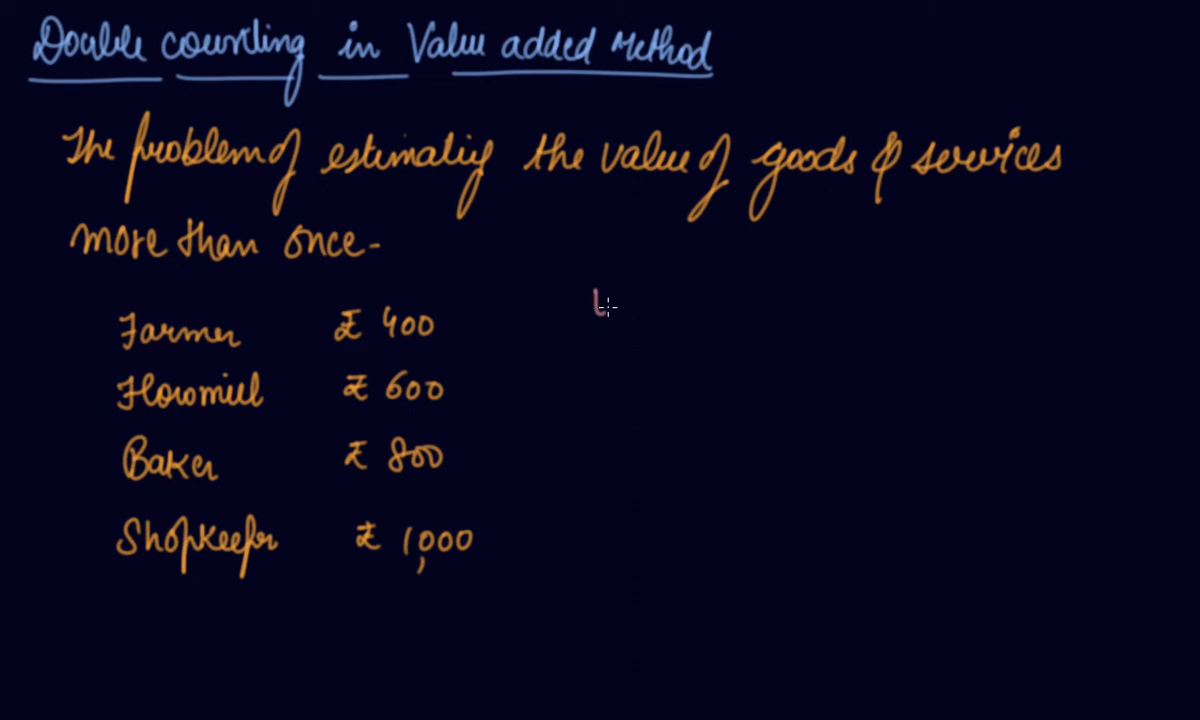 Double counting in Value added Method
The problem of estimating the value of goods & services
more than once-
Farmer ₹ 400
Flowmill ₹ 600
Baker ₹ 800
Shopkeeper ₹ 1,000